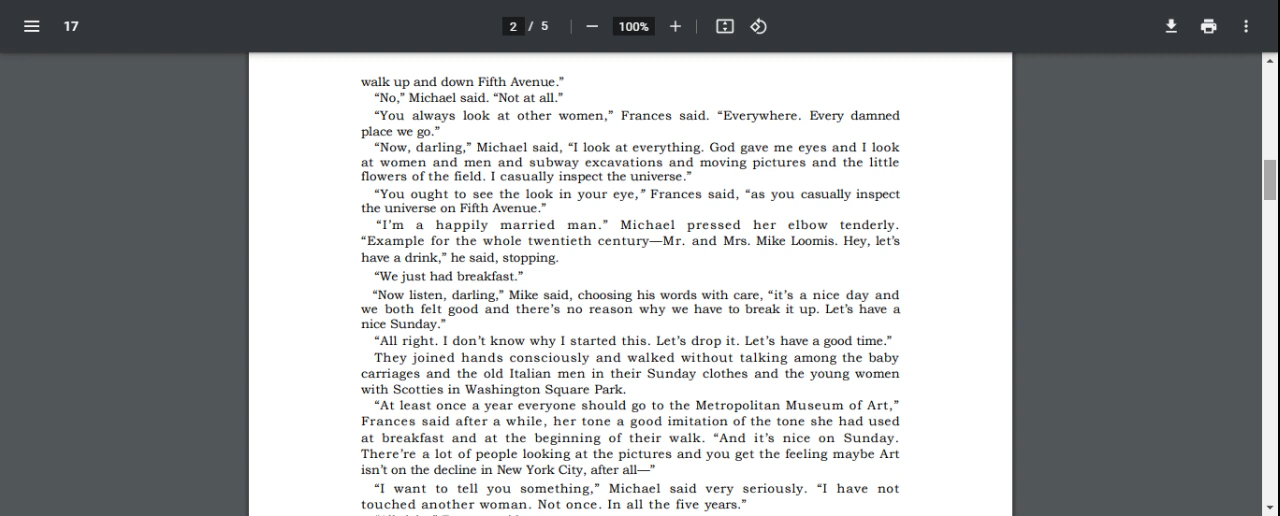 17
2 / 5
100%
walk up and down Fifth Avenue.”
“No,” Michael said. “Not at all.”
“You always look at other women,” Frances said. “Everywhere. Every damned
place we go.”
“Now, darling,” Michael said, “I look at everything. God gave me eyes and I look
at women and men and subway excavations and moving pictures and the little
flowers of the field. I casually inspect the universe.”
“You ought to see the look in your eye,” Frances said, “as you casually inspect
the universe on Fifth Avenue.”
“I’m a happily married man.” Michael pressed her elbow tenderly.
“Example for the whole twentieth century—Mr. and Mrs. Mike Loomis. Hey, let’s
have a drink,” he said, stopping.
“We just had breakfast.”
“Now listen, darling,” Mike said, choosing his words with care, “it’s a nice day and
we both felt good and there’s no reason why we have to break it up. Let’s have a
nice Sunday.”
“All right. I don’t know why I started this. Let’s drop it. Let’s have a good time.”
They joined hands consciously and walked without talking among the baby
carriages and the old Italian men in their Sunday clothes and the young women
with Scotties in Washington Square Park.
“At least once a year everyone should go to the Metropolitan Museum of Art,”
Frances said after a while, her tone a good imitation of the tone she had used
at breakfast and at the beginning of their walk. “And it’s nice on Sunday.
There’re a lot of people looking at the pictures and you get the feeling maybe Art
isn’t on the decline in New York City, after all—”
“I want to tell you something,” Michael said very seriously. “I have not
touched another woman. Not once. In all the five years.”